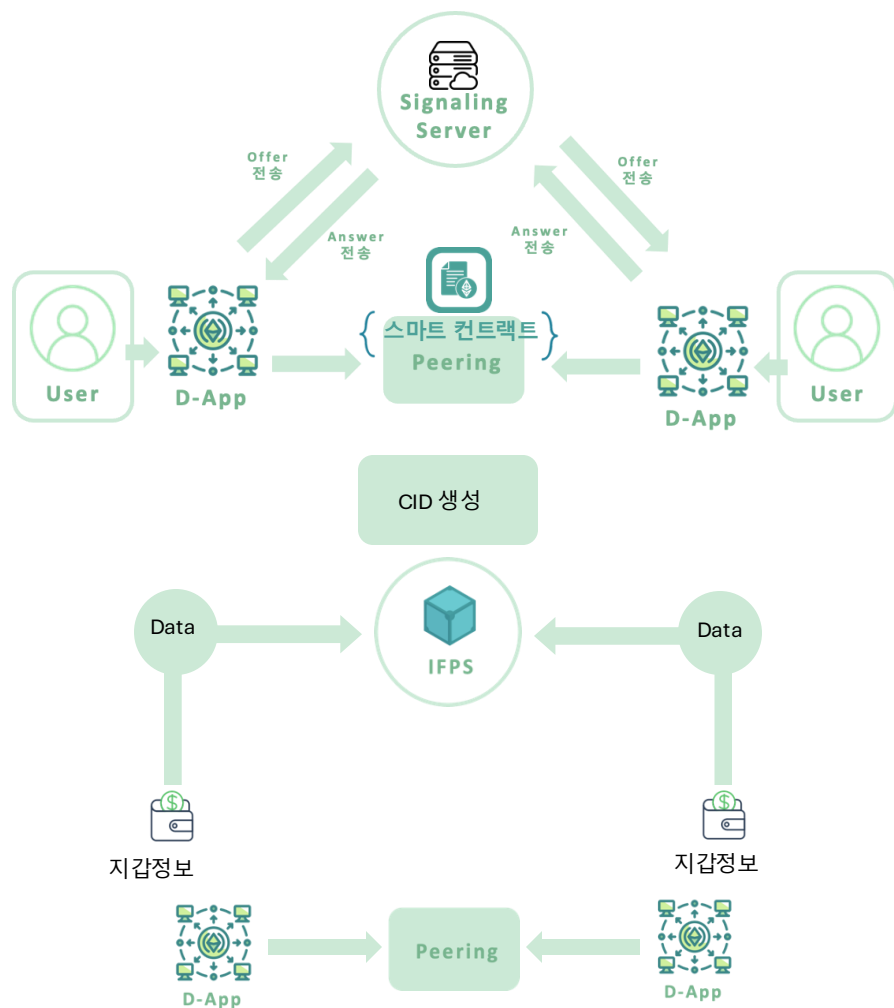 Signaling
Server
Offer
전송
Offer
전송
Answer
전송
Answer
전송
스마트 컨트랙트
Peering
User
D-App
D-App
User
CID 생성
Data
Data
IFPS
지갑정보
지갑정보
Peering
D-App
D-App